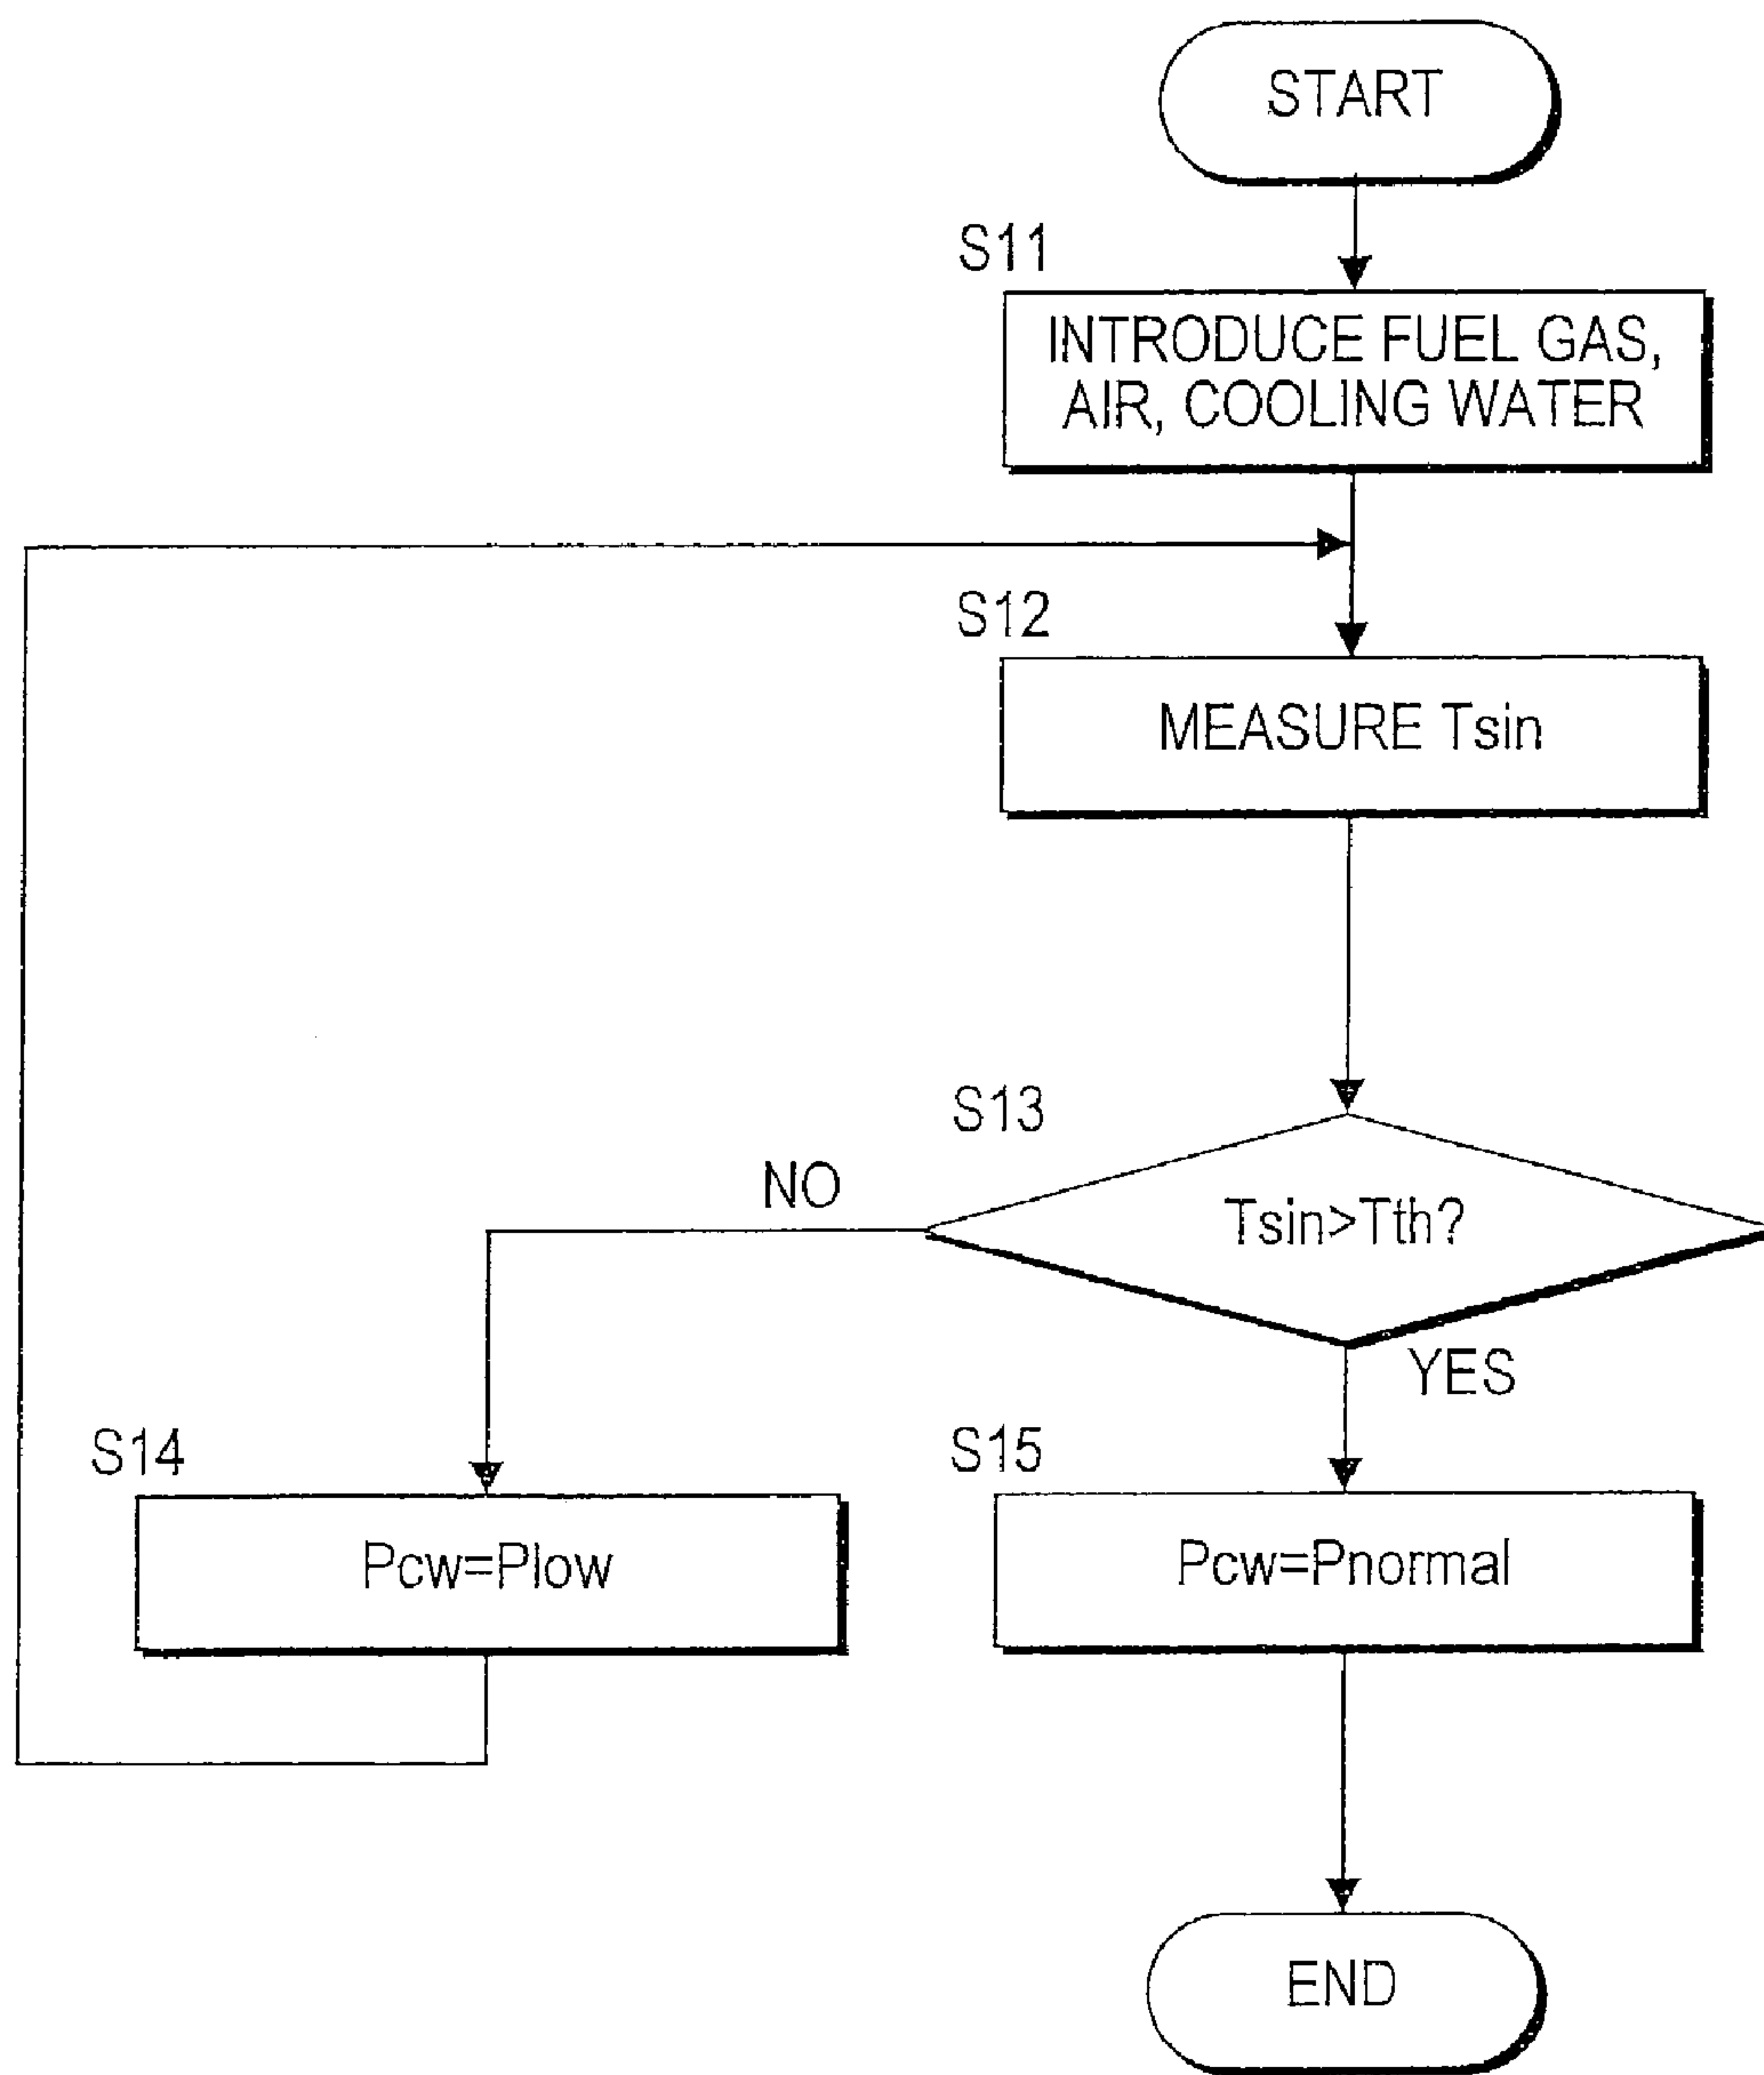 START
S11
INTRODUCE FUEL GAS,
AIR, COOLING WATER
S12
MEASURE Tsin
S13
NO
Tsin>Tth?
YES
S14
S15
Pcw=Plow
Pcw=Pnormal
END